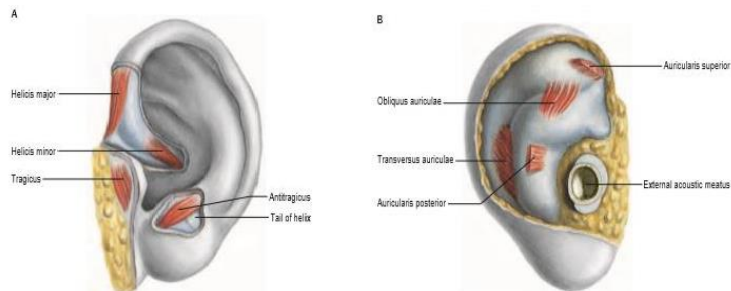 A
Helicis major
Helicis minor
Tragicus
Antitragicus
Tail of helix
B
Auricularis superior
Obliquus auriculae
Transversus auriculae
External acoustic meatus
Auricularis posterior